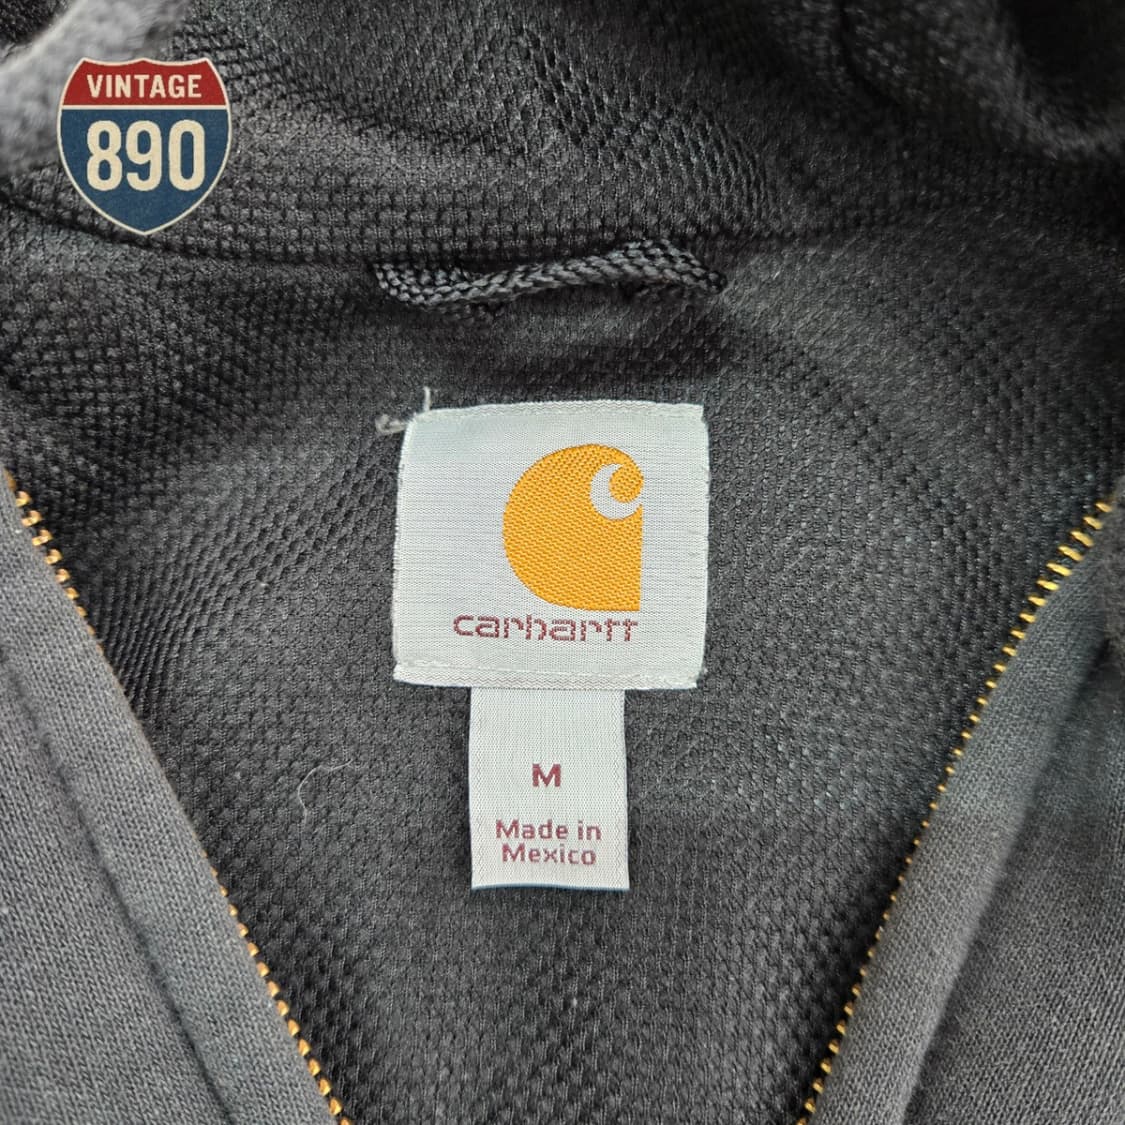 VINTAGE
890
carhartt
M
Made in
Mexico